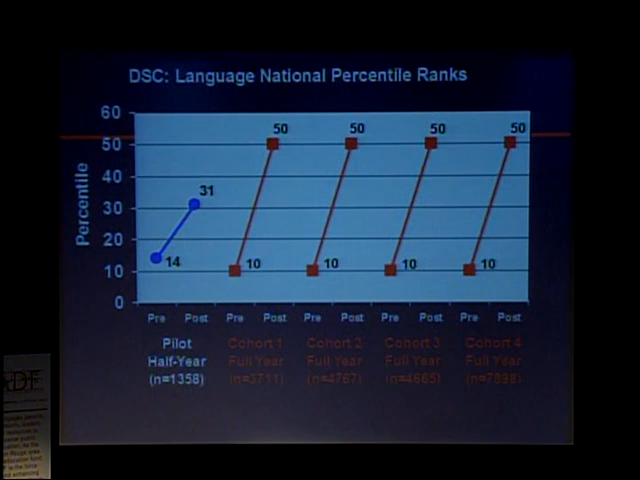 DSC: Language National Percentile Ranks
Percentile
60
50
40
30
20
10
0
14
31
10
50
10
50
10
50
10
50
Pre Post Pre Post Pre Post Pre Post Pre Post
Pilot Cohort 1 Cohort 2 Cohort 3 Cohort 4
Half-Year Full Year Full Year Full Year Full Year
(n=1358) (n=3711) (n=4767) (n=4665) (n=7898)